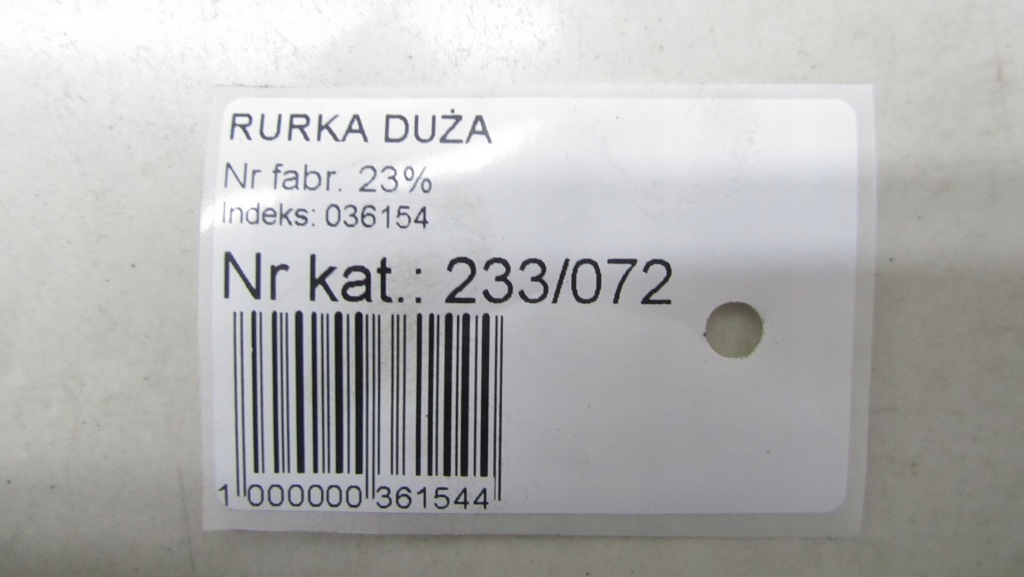 RURKA DUŻA
Nr fabr. 23%
Indeks: 036154
Nr kat.: 233/072
1 000000 361544